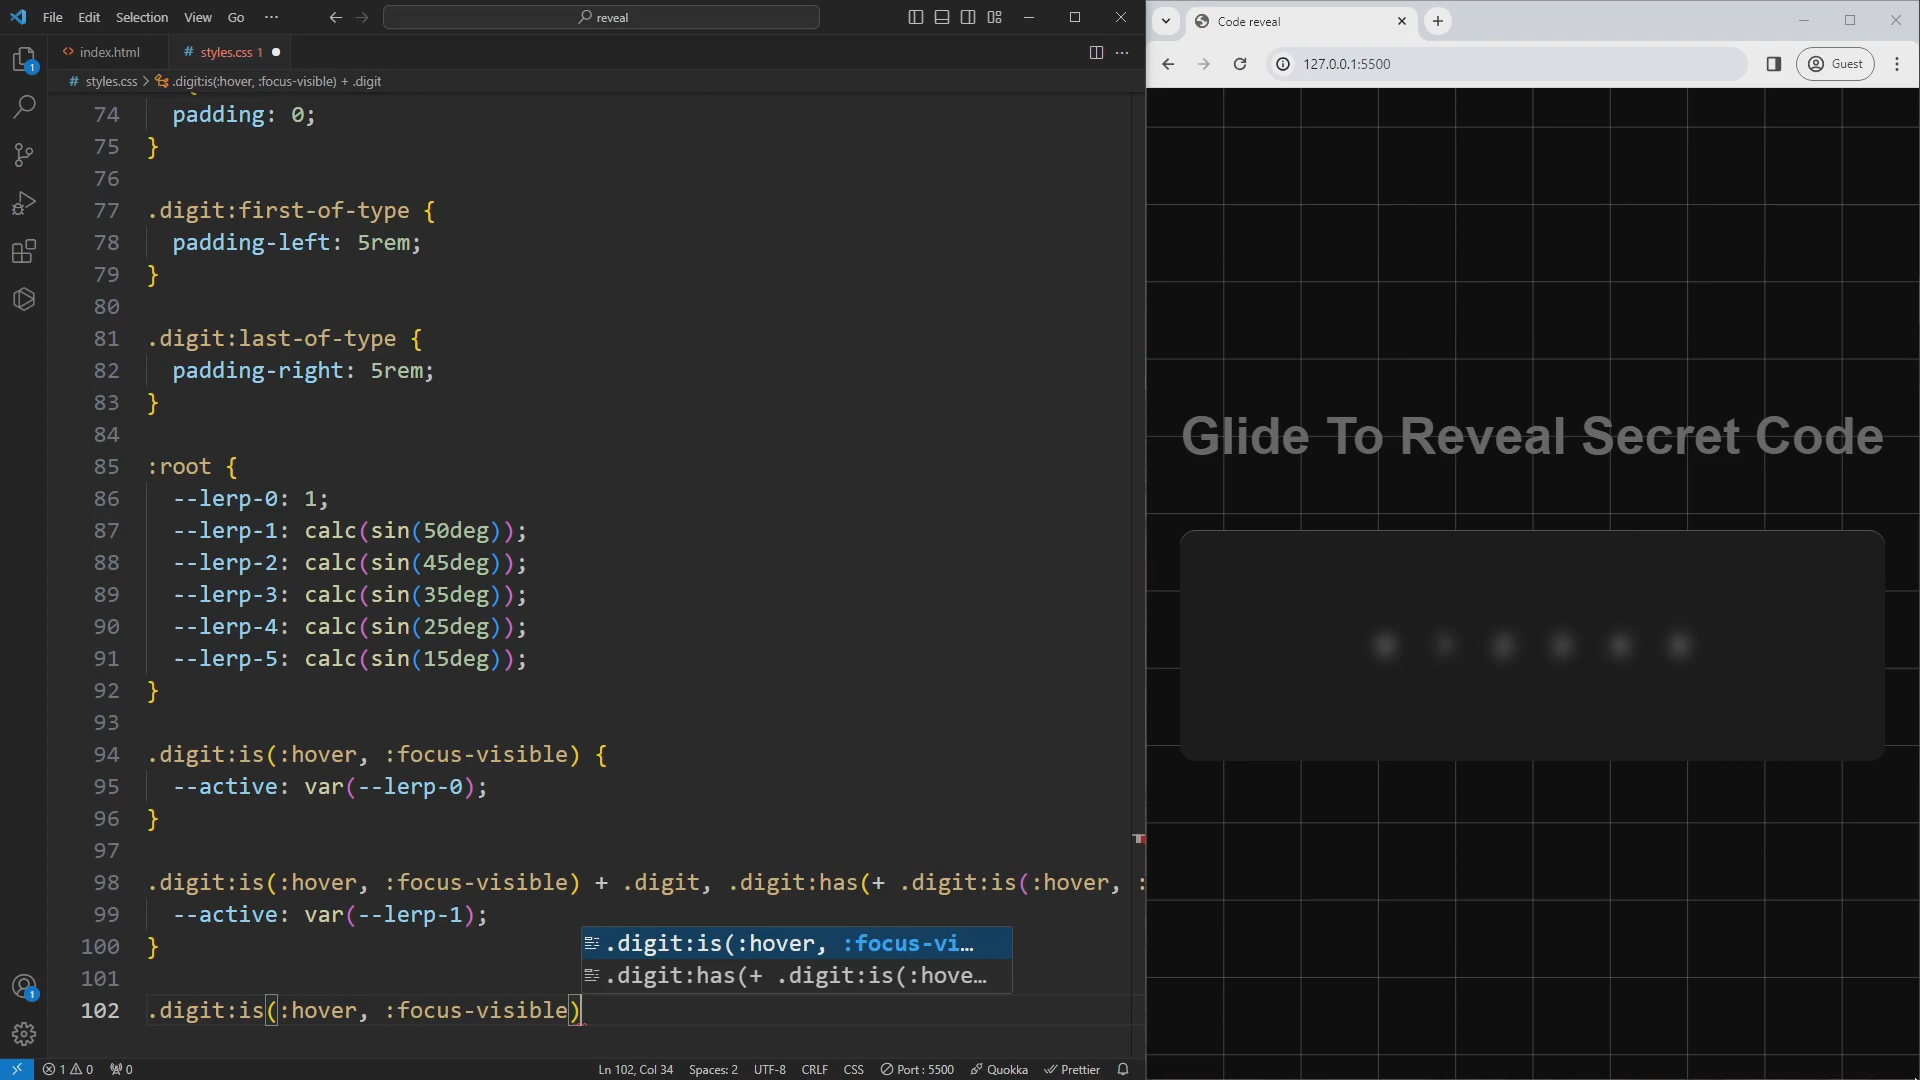 File Edit Selection View Go ··· reveal
index.html
# styles.css 1
# styles.css > .digit:is(:hover, :focus-visible) + .digit
74 padding: 0;
75 }
76
77 .digit:first-of-type {
78 padding-left: 5rem;
79 }
80
81 .digit:last-of-type {
82 padding-right: 5rem;
83 }
84
85 :root {
86 --lerp-0: 1;
87 --lerp-1: calc(sin(50deg));
88 --lerp-2: calc(sin(45deg));
89 --lerp-3: calc(sin(35deg));
90 --lerp-4: calc(sin(25deg));
91 --lerp-5: calc(sin(15deg));
92 }
93
94 .digit:is(:hover, :focus-visible) {
95 --active: var(--lerp-0);
96 }
97
98 .digit:is(:hover, :focus-visible) + .digit, .digit:has(+ .digit:is(:hover, :
99 --active: var(--lerp-1);
100 }
101
102 .digit:is(:hover, :focus-visible)
.digit:is(:hover, :focus-vi…
.digit:has(+ .digit:is(:hove…
1
1
1 0 0
Ln 102, Col 34 Spaces: 2 UTF-8 CRLF CSS Port : 5500 Quokka Prettier
Code reveal
127.0.0.1:5500
Guest
Glide To Reveal Secret Code